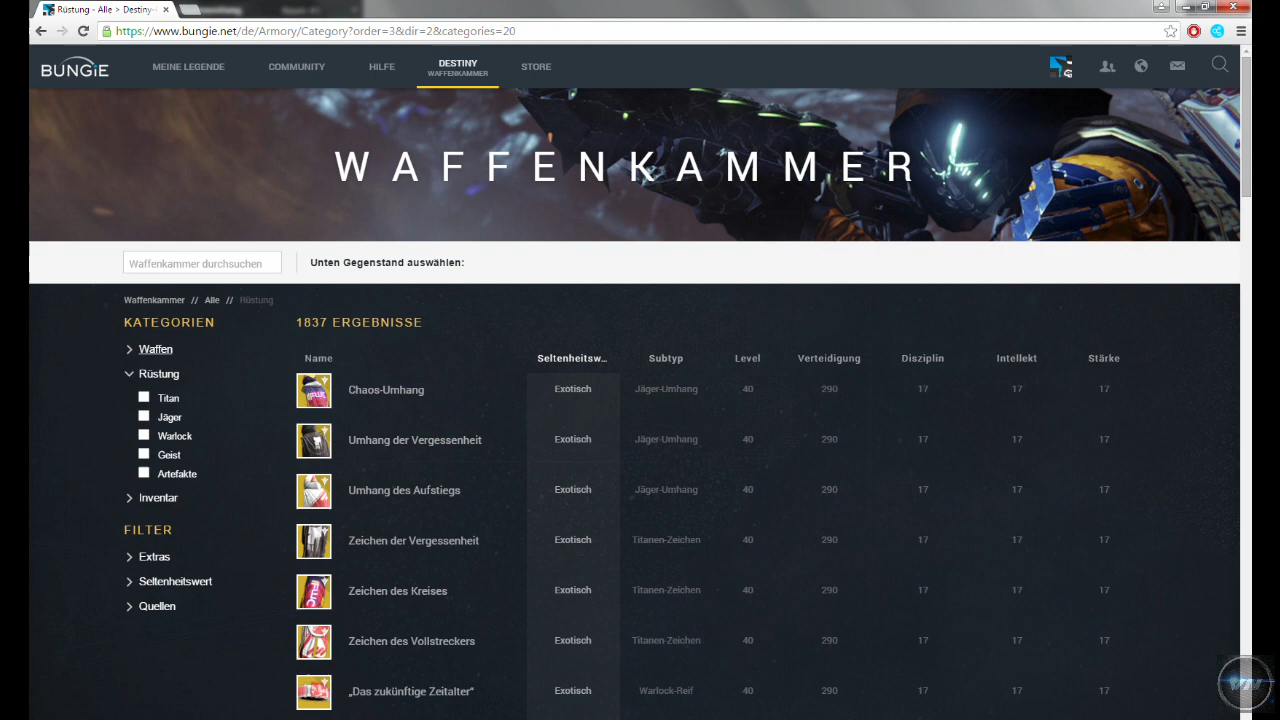 Rüstung - Alle > Destiny-
https://www.bungie.net/de/Armory/Category?order=3&dir=2&categories=20
BUNGiE
MEINE LEGENDE
COMMUNITY
HILFE
DESTINY
WAFFENKAMMER
STORE
WAFFENKAMMER
Waffenkammer durchsuchen
Unten Gegenstand auswählen:
Waffenkammer // Alle // Rüstung
KATEGORIEN
Waffen
Rüstung
Titan
Jäger
Warlock
Geist
Artefakte
Inventar
FILTER
Extras
Seltenheitswert
Quellen
1837 ERGEBNISSE
Name Seltenheitsw... Subtyp Level Verteidigung Disziplin Intellekt Stärke
Chaos-Umhang Exotisch Jäger-Umhang 40 290 17 17 17
Umhang der Vergessenheit Exotisch Jäger-Umhang 40 290 17 17 17
Umhang des Aufstiegs Exotisch Jäger-Umhang 40 290 17 17 17
Zeichen der Vergessenheit Exotisch Titanen-Zeichen 40 290 17 17 17
Zeichen des Kreises Exotisch Titanen-Zeichen 40 290 17 17 17
Zeichen des Vollstreckers Exotisch Titanen-Zeichen 40 290 17 17 17
„Das zukünftige Zeitalter“ Exotisch Warlock-Reif 40 290 17 17 17